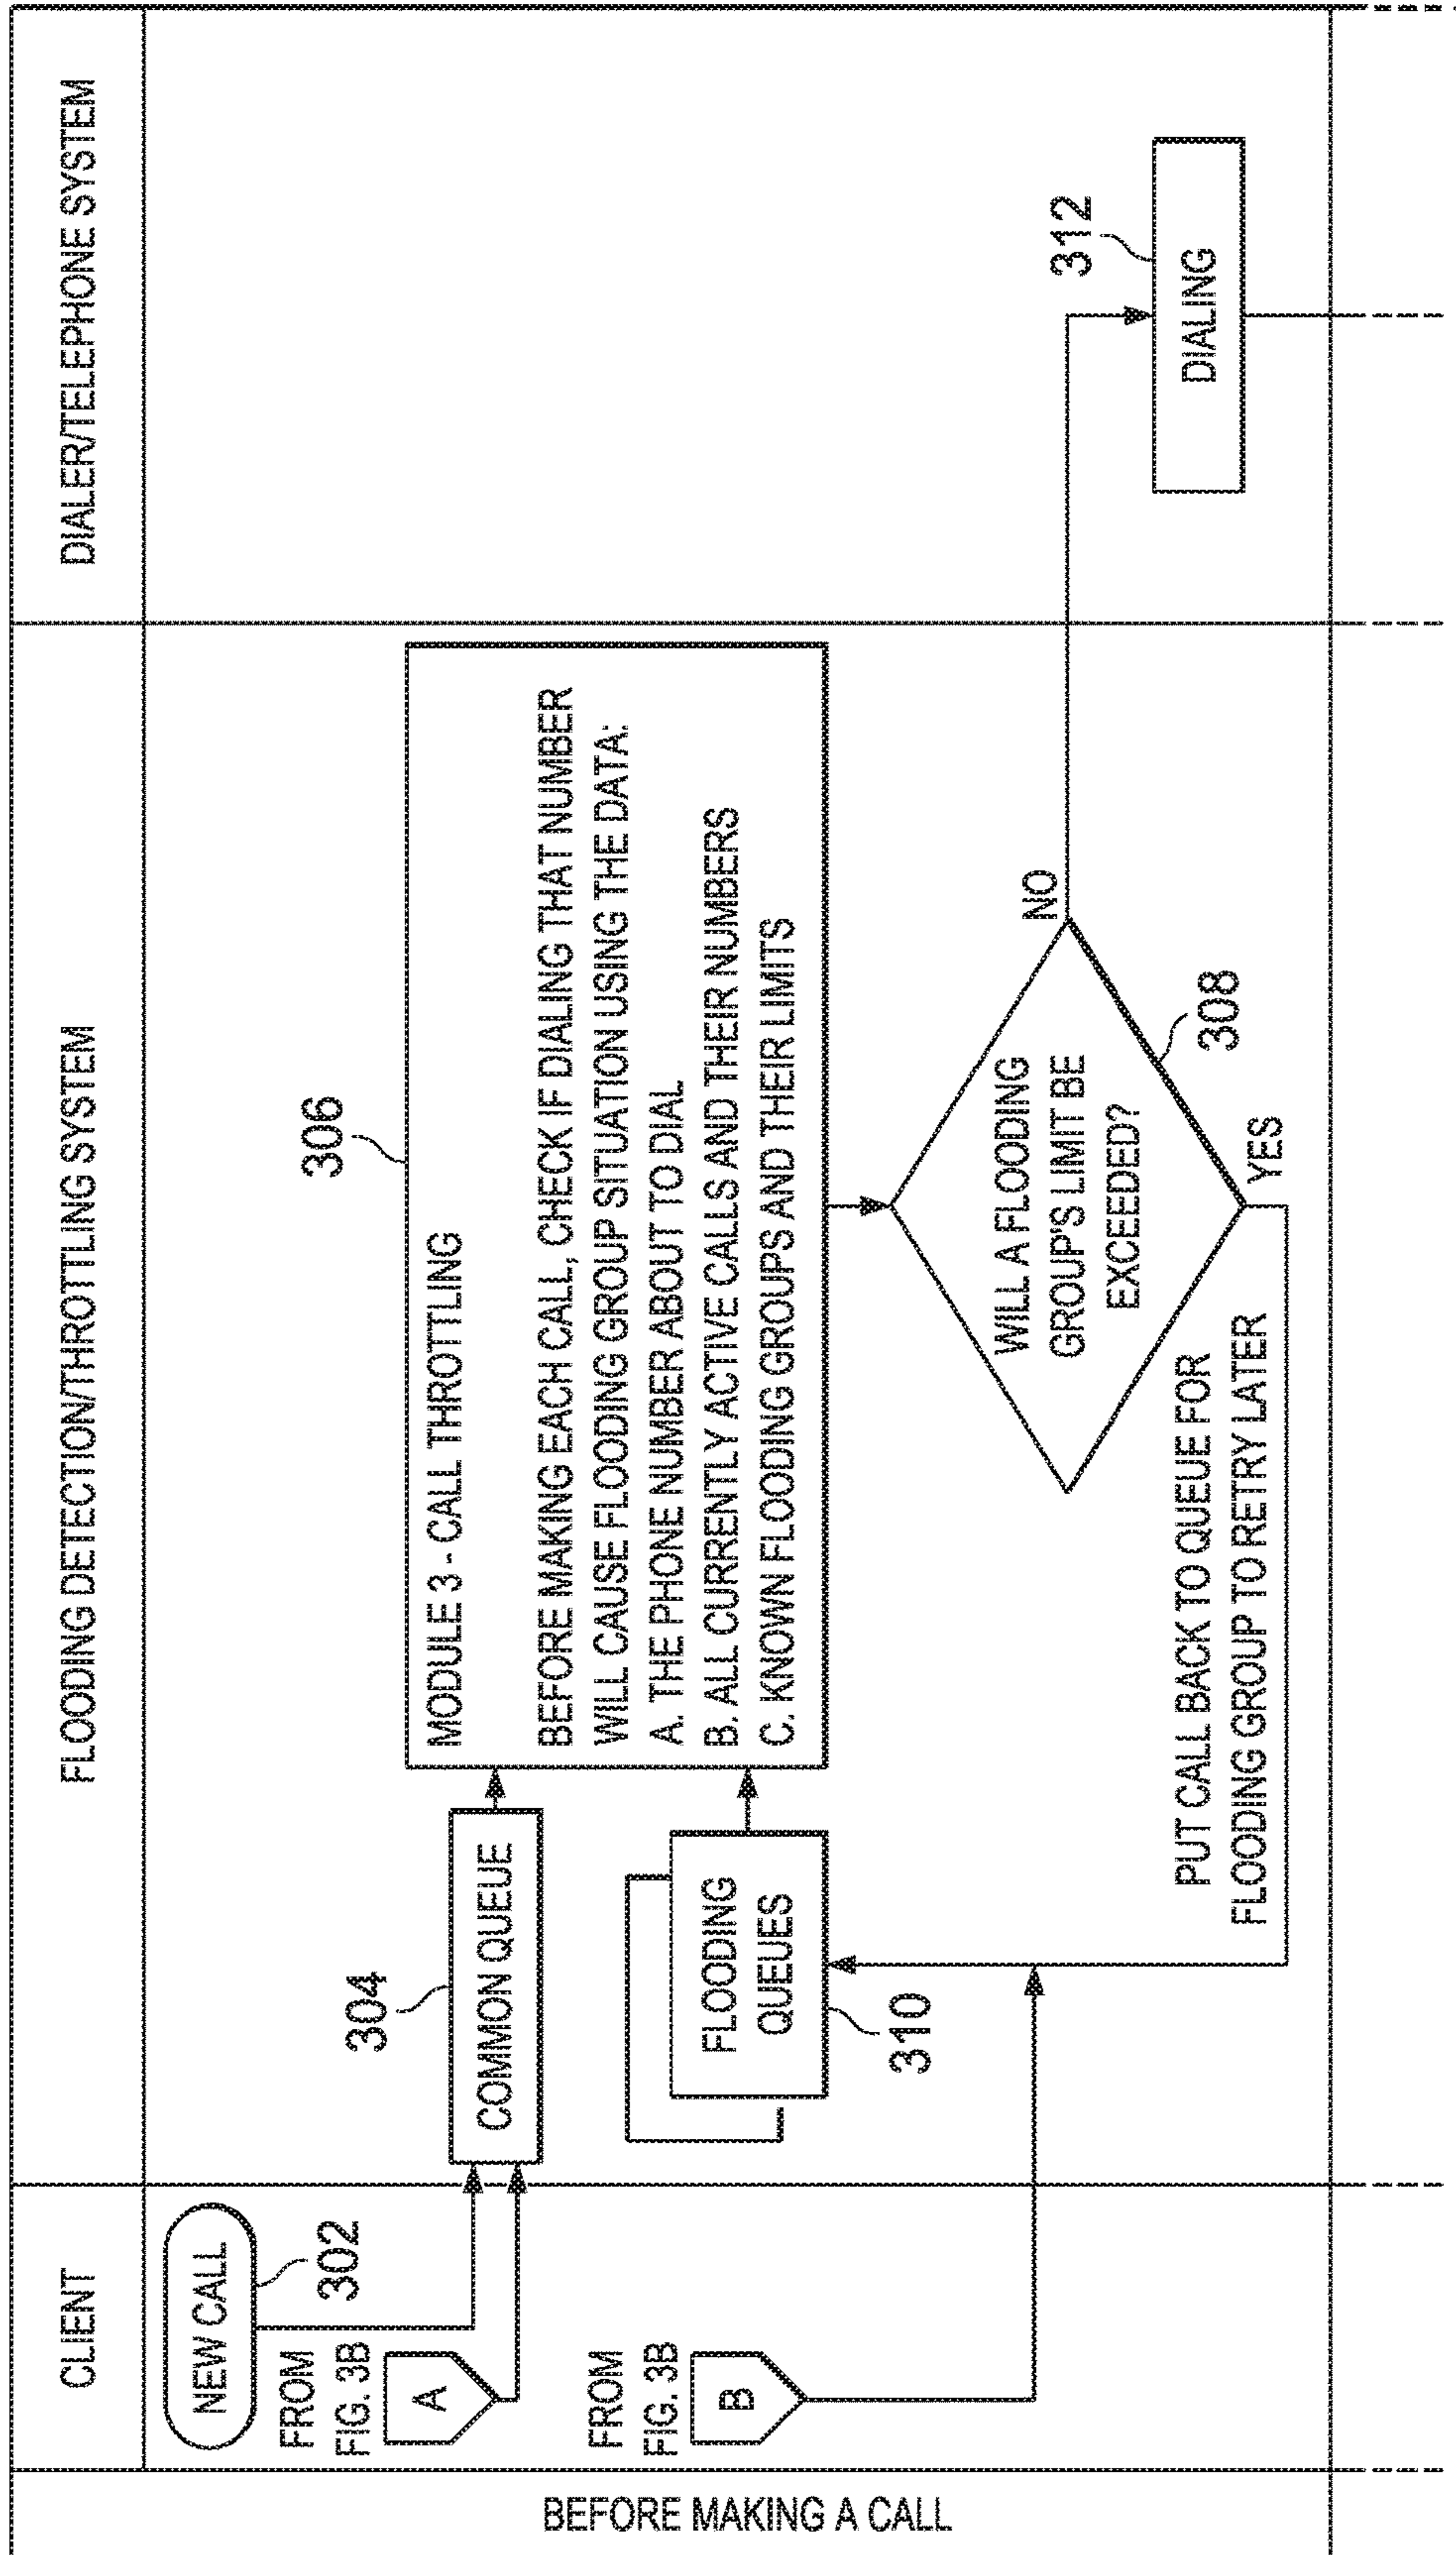 CLIENT
FLOODING DETECTION/THROTTLING SYSTEM
DIALER/TELEPHONE SYSTEM
BEFORE MAKING A CALL
NEW CALL
302
FROM
FIG. 3B
A
FROM
FIG. 3B
B
304
COMMON QUEUE
FLOODING
QUEUES
310
306
MODULE 3 - CALL THROTTLING
BEFORE MAKING EACH CALL, CHECK IF DIALING THAT NUMBER
WILL CAUSE FLOODING GROUP SITUATION USING THE DATA:
A. THE PHONE NUMBER ABOUT TO DIAL
B. ALL CURRENTLY ACTIVE CALLS AND THEIR NUMBERS
C. KNOWN FLOODING GROUPS AND THEIR LIMITS
WILL A FLOODING
GROUP'S LIMIT BE
EXCEEDED?
308
NO
YES
PUT CALL BACK TO QUEUE FOR
FLOODING GROUP TO RETRY LATER
312
DIALING